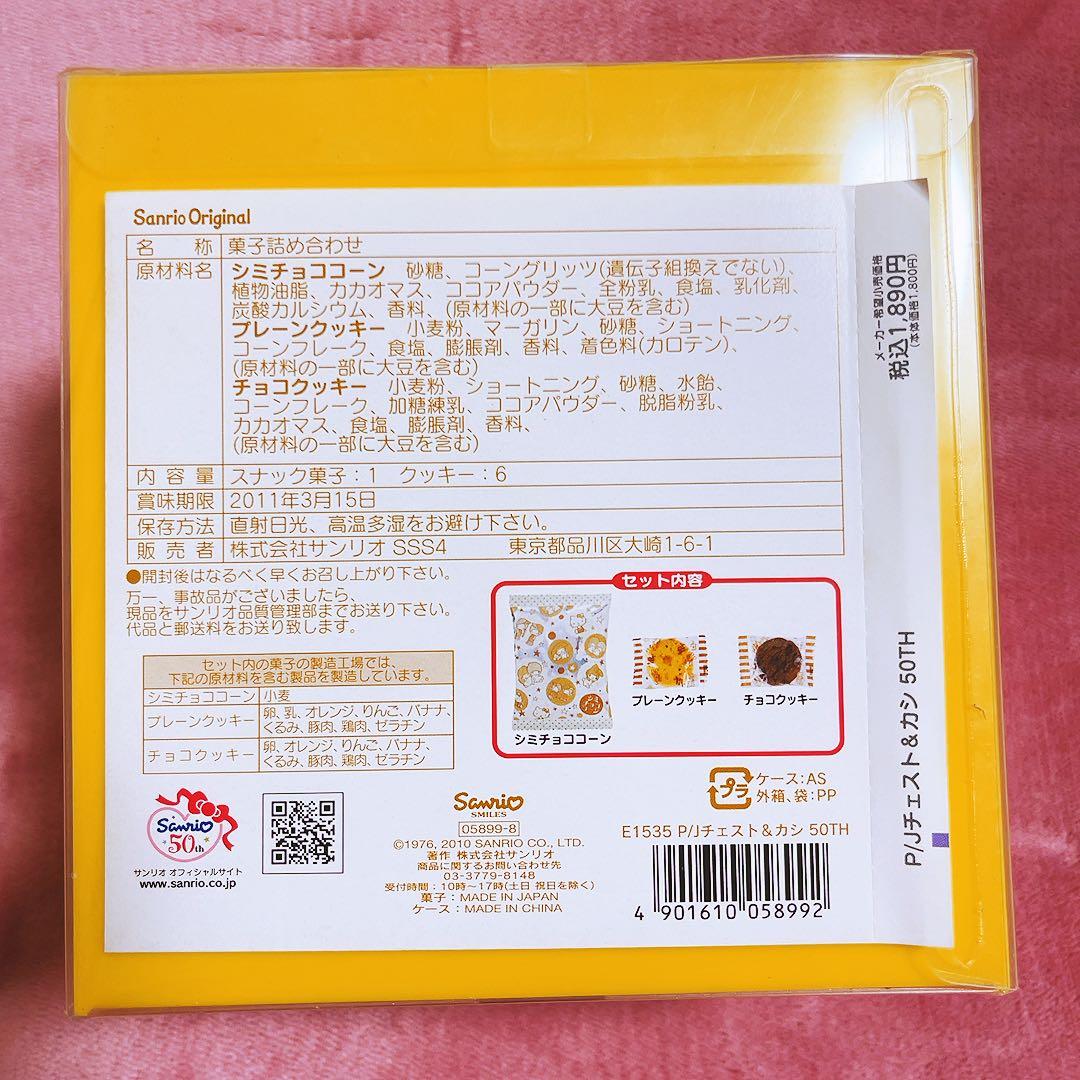 Sanrio Original
名称 菓子詰め合わせ
原材料名 シミチョココーン 砂糖、コーングリッツ(遺伝子組換えでない)、
植物油脂、カカオマス、ココアパウダー、全粉乳、食塩、乳化剤、
炭酸カルシウム、香料、(原材料の一部に大豆を含む)
プレーンクッキー 小麦粉、マーガリン、砂糖、ショートニング、
コーンフレーク、食塩、膨脹剤、香料、着色料(カロテン)、
(原材料の一部に大豆を含む)
チョコクッキー 小麦粉、ショートニング、砂糖、水飴、
コーンフレーク、加糖練乳、ココアパウダー、脱脂粉乳、
カカオマス、食塩、膨脹剤、香料、
(原材料の一部に大豆を含む)
内容量 スナック菓子:1 クッキー:6
賞味期限 2011年3月15日
保存方法 直射日光、高温多湿をお避け下さい。
販売者 株式会社サンリオ SSS4 東京都品川区大崎1-6-1
●開封後はなるべく早くお召し上がり下さい。
万一、事故品がございましたら、
現品をサンリオ品質管理部までお送り下さい。
代品と郵送料をお送り致します。
セット内の菓子の製造工場では、
下記の原材料を含む製品を製造しています。
シミチョココーン 小麦
プレーンクッキー 卵、乳、オレンジ、りんご、バナナ、
くるみ、豚肉、鶏肉、ゼラチン
チョコクッキー 卵、オレンジ、りんご、バナナ、
くるみ、豚肉、鶏肉、ゼラチン
セット内容
シミチョココーン
プレーンクッキー
チョコクッキー
Sanrio
50th
サンリオ オフィシャルサイト
www.sanrio.co.jp
Sanrio
SMILES
05899-8
©1976, 2010 SANRIO CO., LTD.
著作 株式会社サンリオ
商品に関するお問い合わせ先
03-3779-8148
受付時間:10時〜17時(土日 祝日を除く)
菓子:MADE IN JAPAN
ケース:MADE IN CHINA
プラ
ケース:AS
外箱、袋:PP
E1535 P/Jチェスト&カシ 50TH
4 901610 058992
メーカー希望小売価格
税込1,890円
(本体価格1,800円)
P/Jチェスト&カシ 50TH